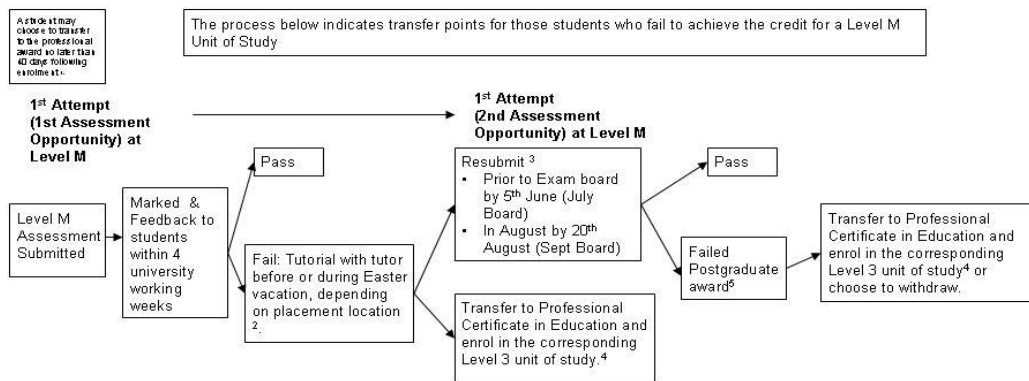 A student may
choose to transfer
to the professional
award no later than
40 days following
enrolment
The process below indicates transfer points for those students who fail to achieve the credit for a Level M
Unit of Study
1st Attempt
(1st Assessment
Opportunity) at
Level M
1st Attempt
(2nd Assessment
Opportunity) at Level M
Level M
Assessment
Submitted
Marked &
Feedback to
students
within 4
university
working
weeks
Pass
Fail: Tutorial with tutor
before or during Easter
vacation, depending
on placement location
2.
Resubmit 3
▪ Prior to Exam board
by 5th June (July
Board)
▪ In August by 20th
August (Sept Board)
Transfer to Professional
Certificate in Education and
enrol in the corresponding
Level 3 unit of study.4
Pass
Failed
Postgraduate
award5
Transfer to Professional
Certificate in Education and
enrol in the corresponding
Level 3 unit of study4 or
choose to withdraw.